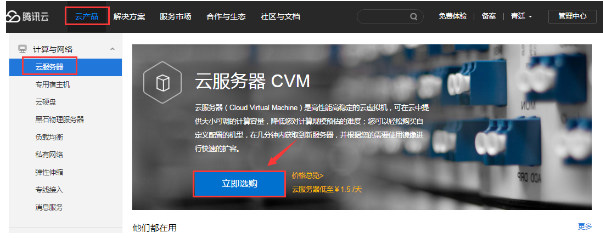 腾讯云
云产品
解决方案
服务市场
合作与生态
社区与文档
免费体验
备案
管理中心
计算与网络
云服务器
专用宿主机
云硬盘
黑石物理服务器
负载均衡
私有网络
弹性伸缩
专线接入
消息服务
云服务器 CVM
云服务器（Cloud Virtual Machine）是高性能高稳定的云虚拟机，可在云中提
供大小可调的计算容量，降低您对计算规模预估的难度；您可以轻松购买自
定义配置的机型，在几分钟内获取到新服务器，并根据您的需要使用镜像进
行快速的扩容。
立即选购
价格总览>
云服务器低至￥1.5 /天
他们都在用
更多